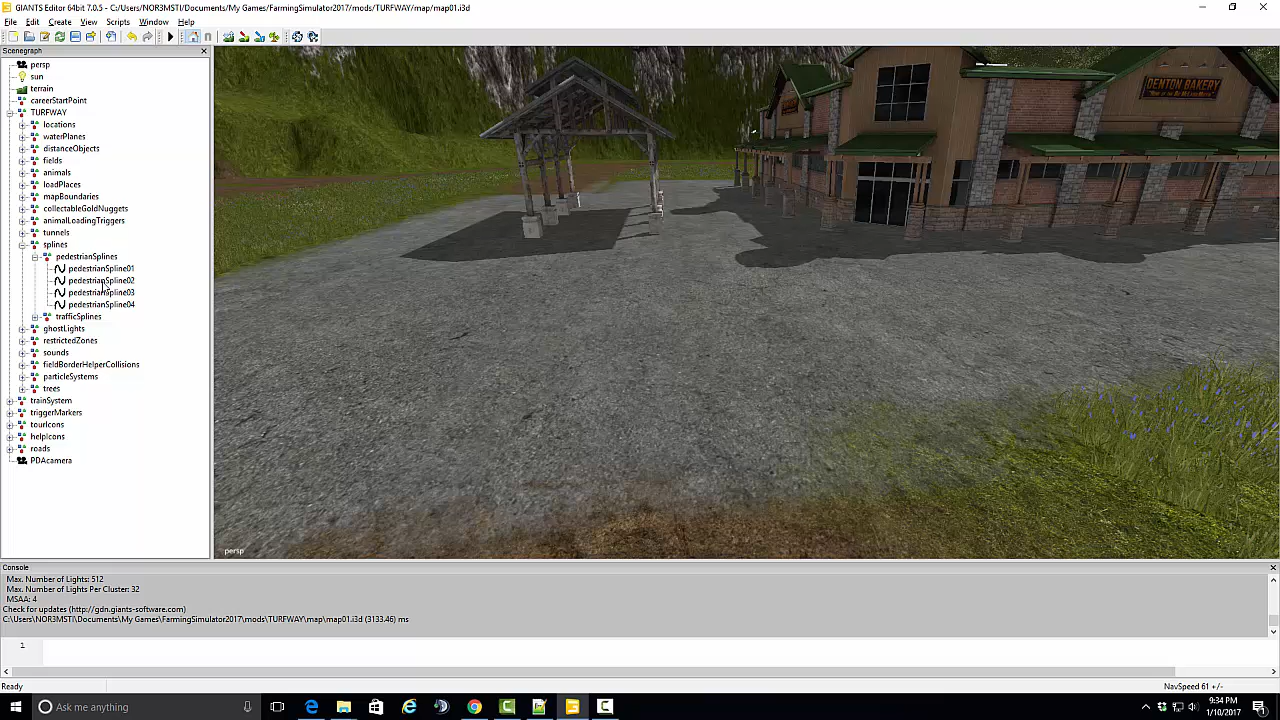 GIANTS Editor 64bit 7.0.5 - C:/Users/NOR3MSTI/Documents/My Games/FarmingSimulator2017/mods/TURFWAY/map/map01.i3d
File Edit Create View Scripts Window Help
Scenegraph
persp
sun
terrain
careerStartPoint
TURFWAY
locations
waterPlanes
distanceObjects
fields
animals
loadPlaces
mapBoundaries
collectableGoldNuggets
animalLoadingTriggers
tunnels
splines
pedestrianSplines
pedestrianSpline01
pedestrianSpline02
pedestrianSpline03
pedestrianSpline04
trafficSplines
ghostLights
restrictedZones
sounds
fieldBorderHelperCollisions
particleSystems
trees
trainSystem
triggerMarkers
tourIcons
helpIcons
roads
PDAcamera
DENTON BAKERY
persp
Console
Max. Number of Lights: 512
Max. Number of Lights Per Cluster: 32
MSAA: 4
Check for updates (http://gdn.giants-software.com)
C:\Users\NOR3MSTI\Documents\My Games\FarmingSimulator2017\mods\TURFWAY\map\map01.i3d (3133.46) ms
1
Ready
NavSpeed 61 +/-
Ask me anything
9:34 PM
1/10/2017